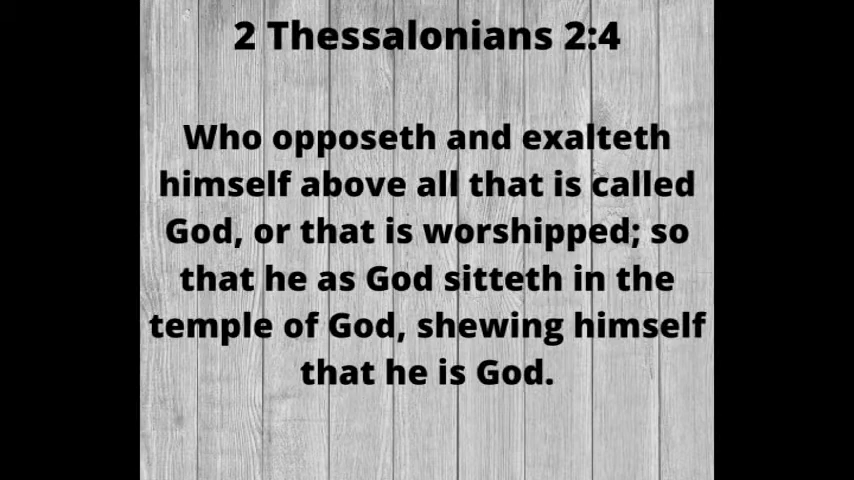 2 Thessalonians 2:4
Who opposeth and exalteth
himself above all that is called
God, or that is worshipped; so
that he as God sitteth in the
temple of God, shewing himself
that he is God.